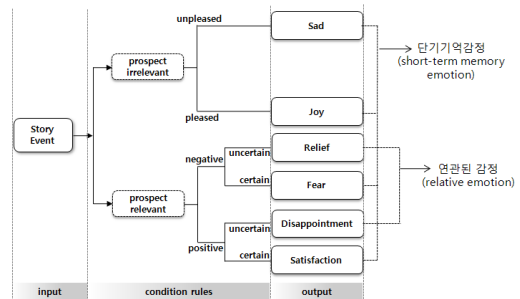 unpleased
Sad
단기기억감정
(short-term memory
emotion)
prospect
irrelevant
pleased
Joy
Story
Event
negative
uncertain
Relief
certain
Fear
연관된 감정
(relative emotion)
prospect
relevant
uncertain
Disappointment
positive
certain
Satisfaction
input
condition rules
output